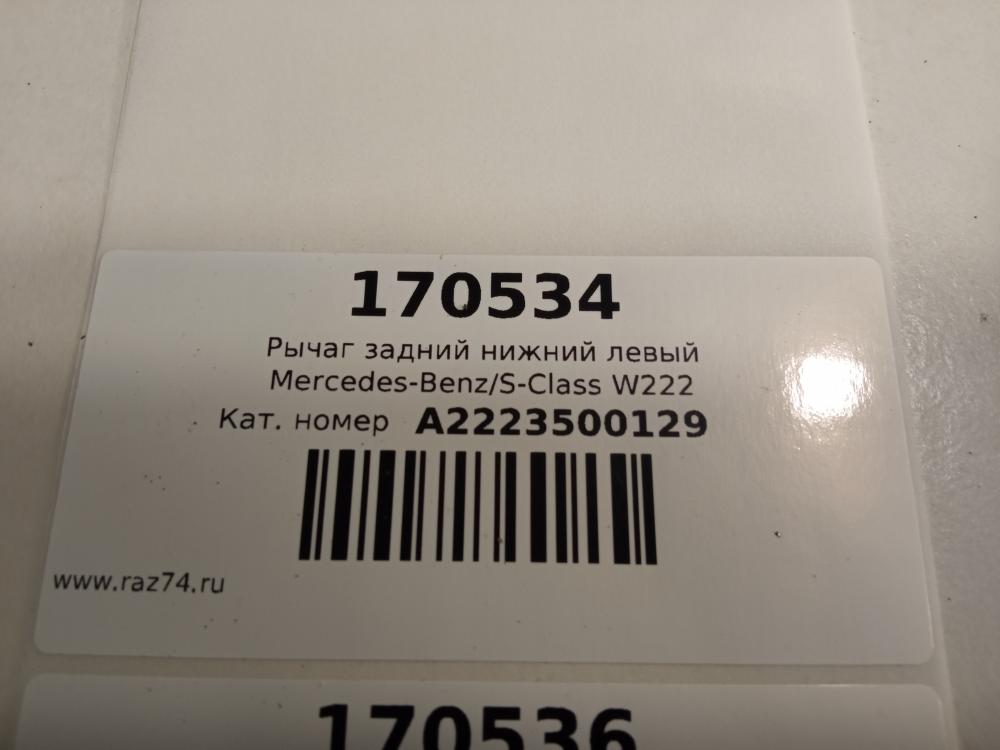 170534
Рычаг задний нижний левый
Mercedes-Benz/S-Class W222
Кат. номер A2223500129
www.raz74.ru
170536